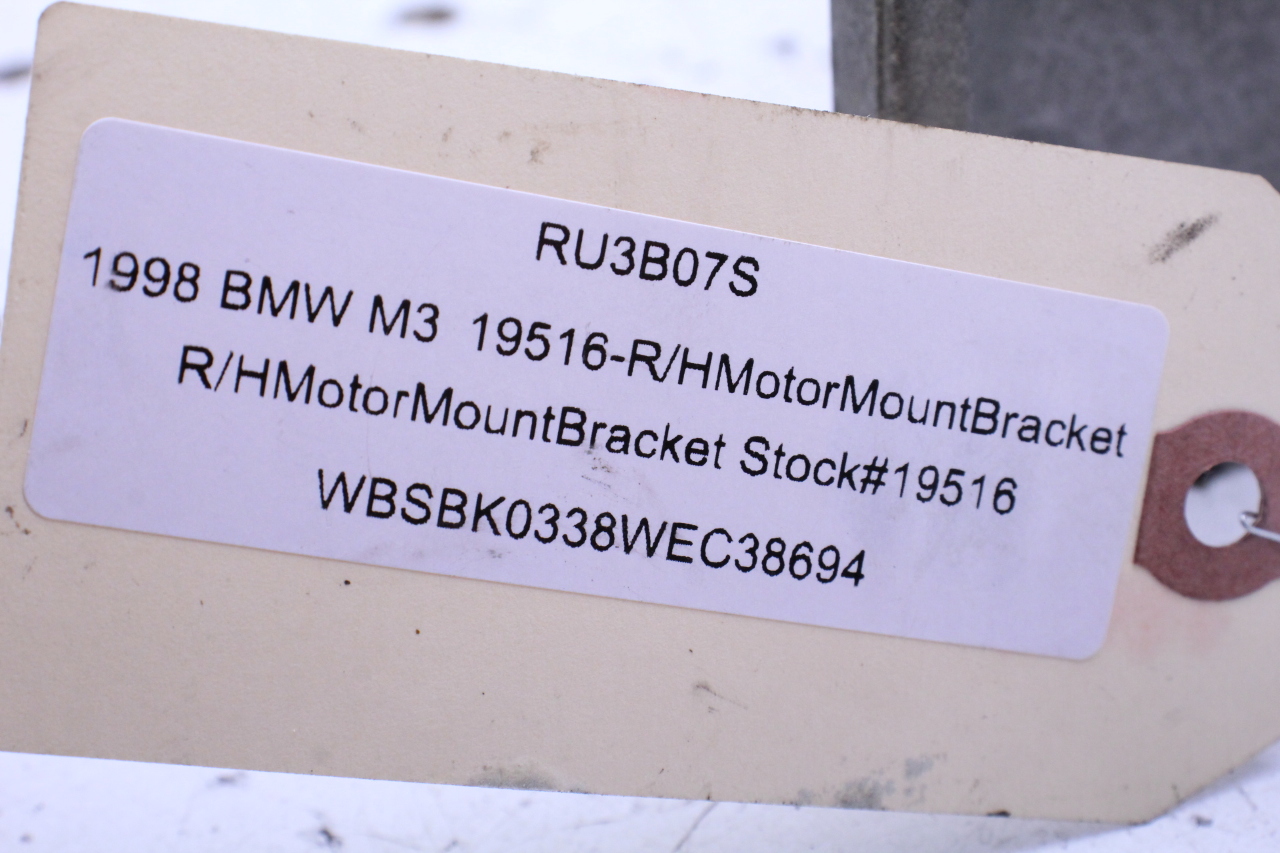 RU3B07S
1998 BMW M3  19516-R/HMotorMountBracket
R/HMotorMountBracket Stock#19516
WBSBK0338WEC38694